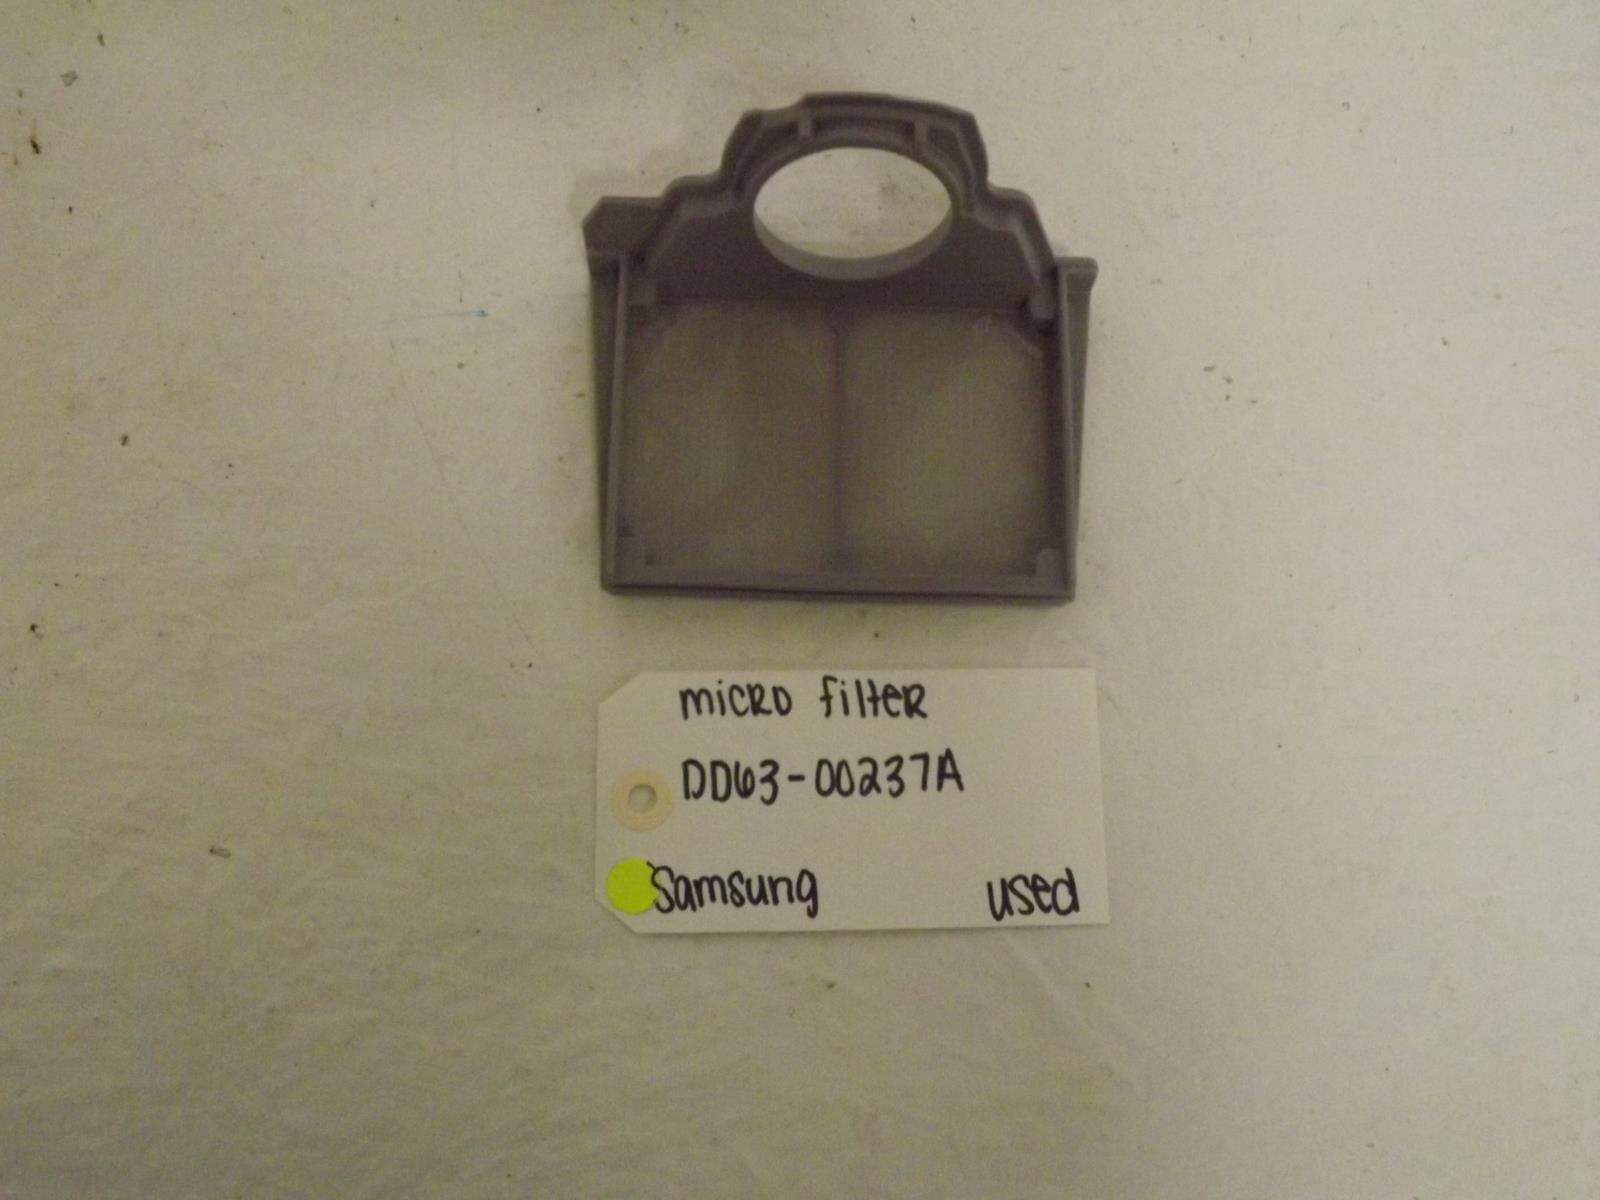 micro filter
DD63-00237A
Samsung used